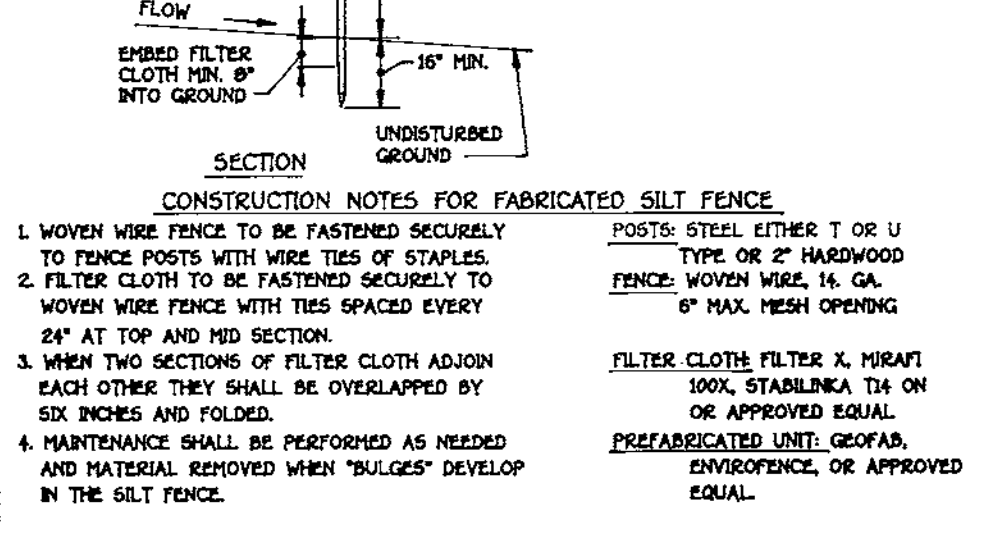 FLOW
EMBED FILTER
CLOTH MIN. 8"
INTO GROUND
16" MIN.
UNDISTURBED
GROUND
SECTION
CONSTRUCTION NOTES FOR FABRICATED SILT FENCE
1. WOVEN WIRE FENCE TO BE FASTENED SECURELY
TO FENCE POSTS WITH WIRE TIES OF STAPLES.
2. FILTER CLOTH TO BE FASTENED SECURELY TO
WOVEN WIRE FENCE WITH TIES SPACED EVERY
24" AT TOP AND MID SECTION.
3. WHEN TWO SECTIONS OF FILTER CLOTH ADJOIN
EACH OTHER THEY SHALL BE OVERLAPPED BY
SIX INCHES AND FOLDED.
4. MAINTENANCE SHALL BE PERFORMED AS NEEDED
AND MATERIAL REMOVED WHEN "BULGES" DEVELOP
IN THE SILT FENCE.
POSTS: STEEL EITHER T OR U
TYPE OR 2" HARDWOOD
FENCE: WOVEN WIRE, 14. GA.
6" MAX. MESH OPENING
FILTER CLOTH: FILTER X, MIRAFI
100X, STABILINKA T14 ON
OR APPROVED EQUAL
PREFABRICATED UNIT: GEOFAB,
ENVIROFENCE, OR APPROVED
EQUAL.